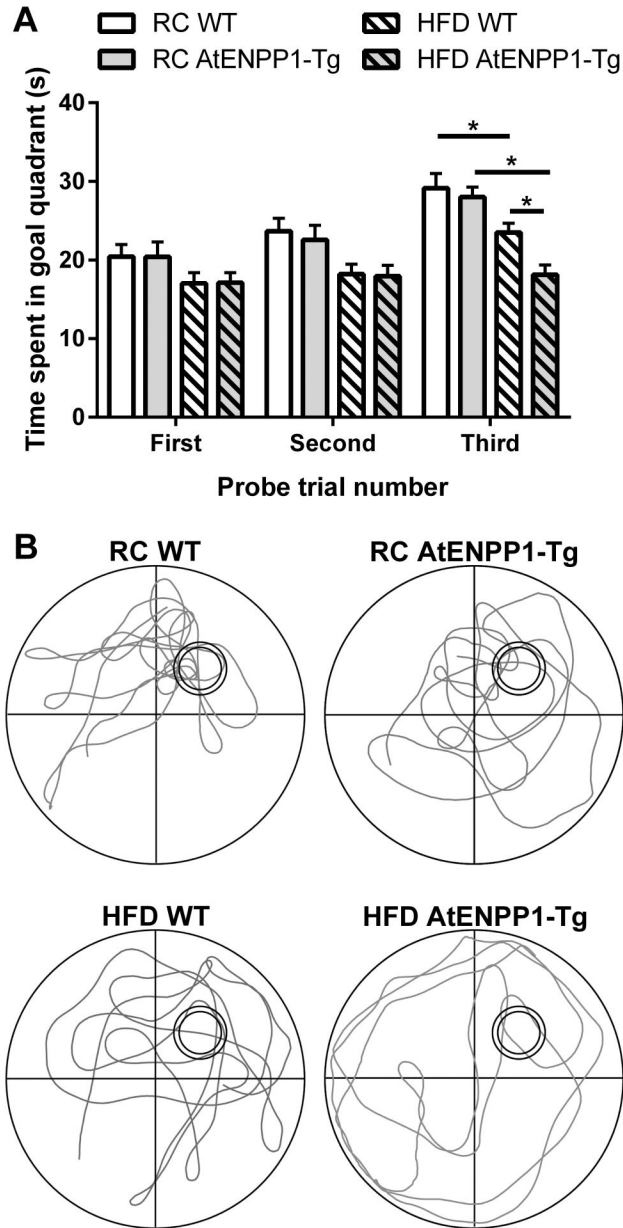 A
RC WT HFD WT
RC AtENPP1-Tg HFD AtENPP1-Tg
Time spent in goal quadrant (s)
40
30
20
10
0
* * *
First Second Third
Probe trial number
B
RC WT RC AtENPP1-Tg
HFD WT HFD AtENPP1-Tg